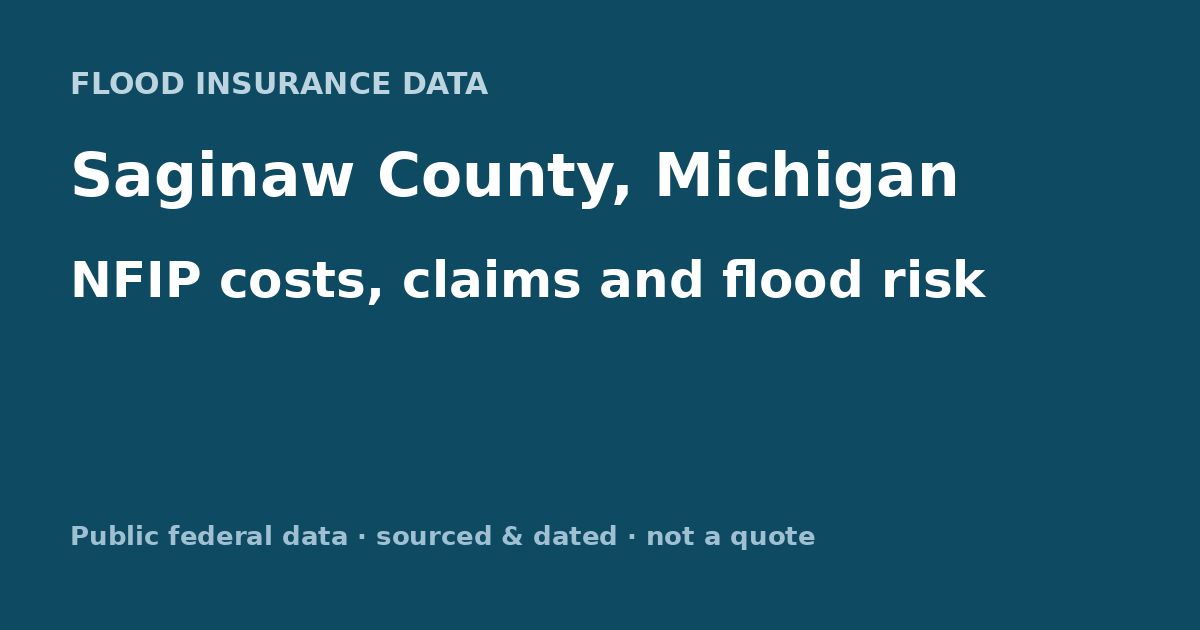 FLOOD INSURANCE DATA
Saginaw County, Michigan
NFIP costs, claims and flood risk
Public federal data · sourced & dated · not a quote